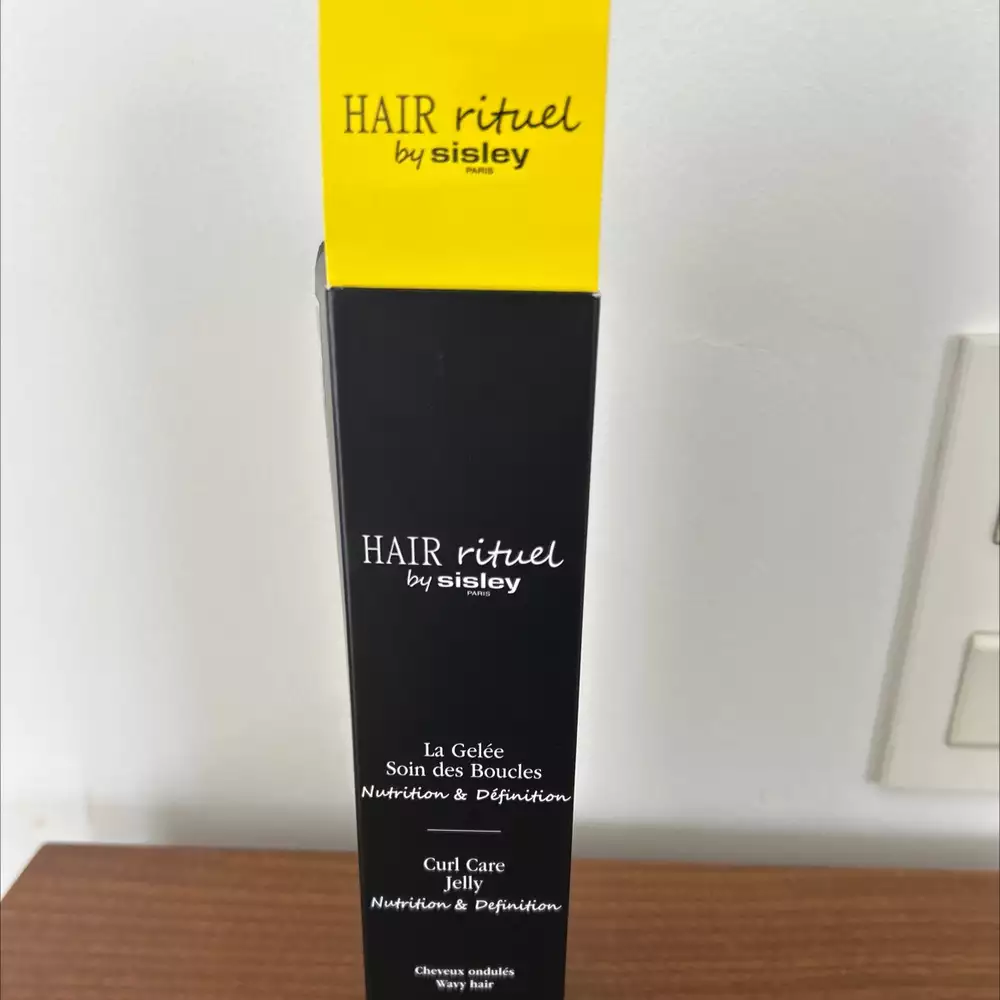 HAIR rituel
by sisley
PARIS
HAIR rituel
by sisley
PARIS
La Gelée
Soin des Boucles
Nutrition & Définition
Curl Care
Jelly
Nutrition & Definition
Cheveux ondulés
Wavy hair